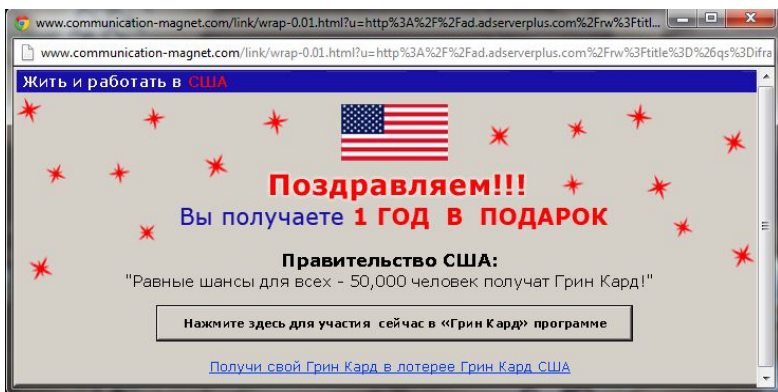 www.communication-magnet.com/link/wrap-0.01.html?u=http%3A%2F%2Fad.adserverplus.com%2Frw%3Ftitl...
www.communication-magnet.com/link/wrap-0.01.html?u=http%3A%2F%2Fad.adserverplus.com%2Frw%3Ftitle%3D%26qs%3Difra
Жить и работать в США
Поздравляем!!!
Вы получаете 1 ГОД В ПОДАРОК
Правительство США:
"Равные шансы для всех - 50,000 человек получат Грин Кард!"
Нажмите здесь для участия сейчас в «Грин Кард» программе
Получи свой Грин Кард в лотерее Грин Кард США